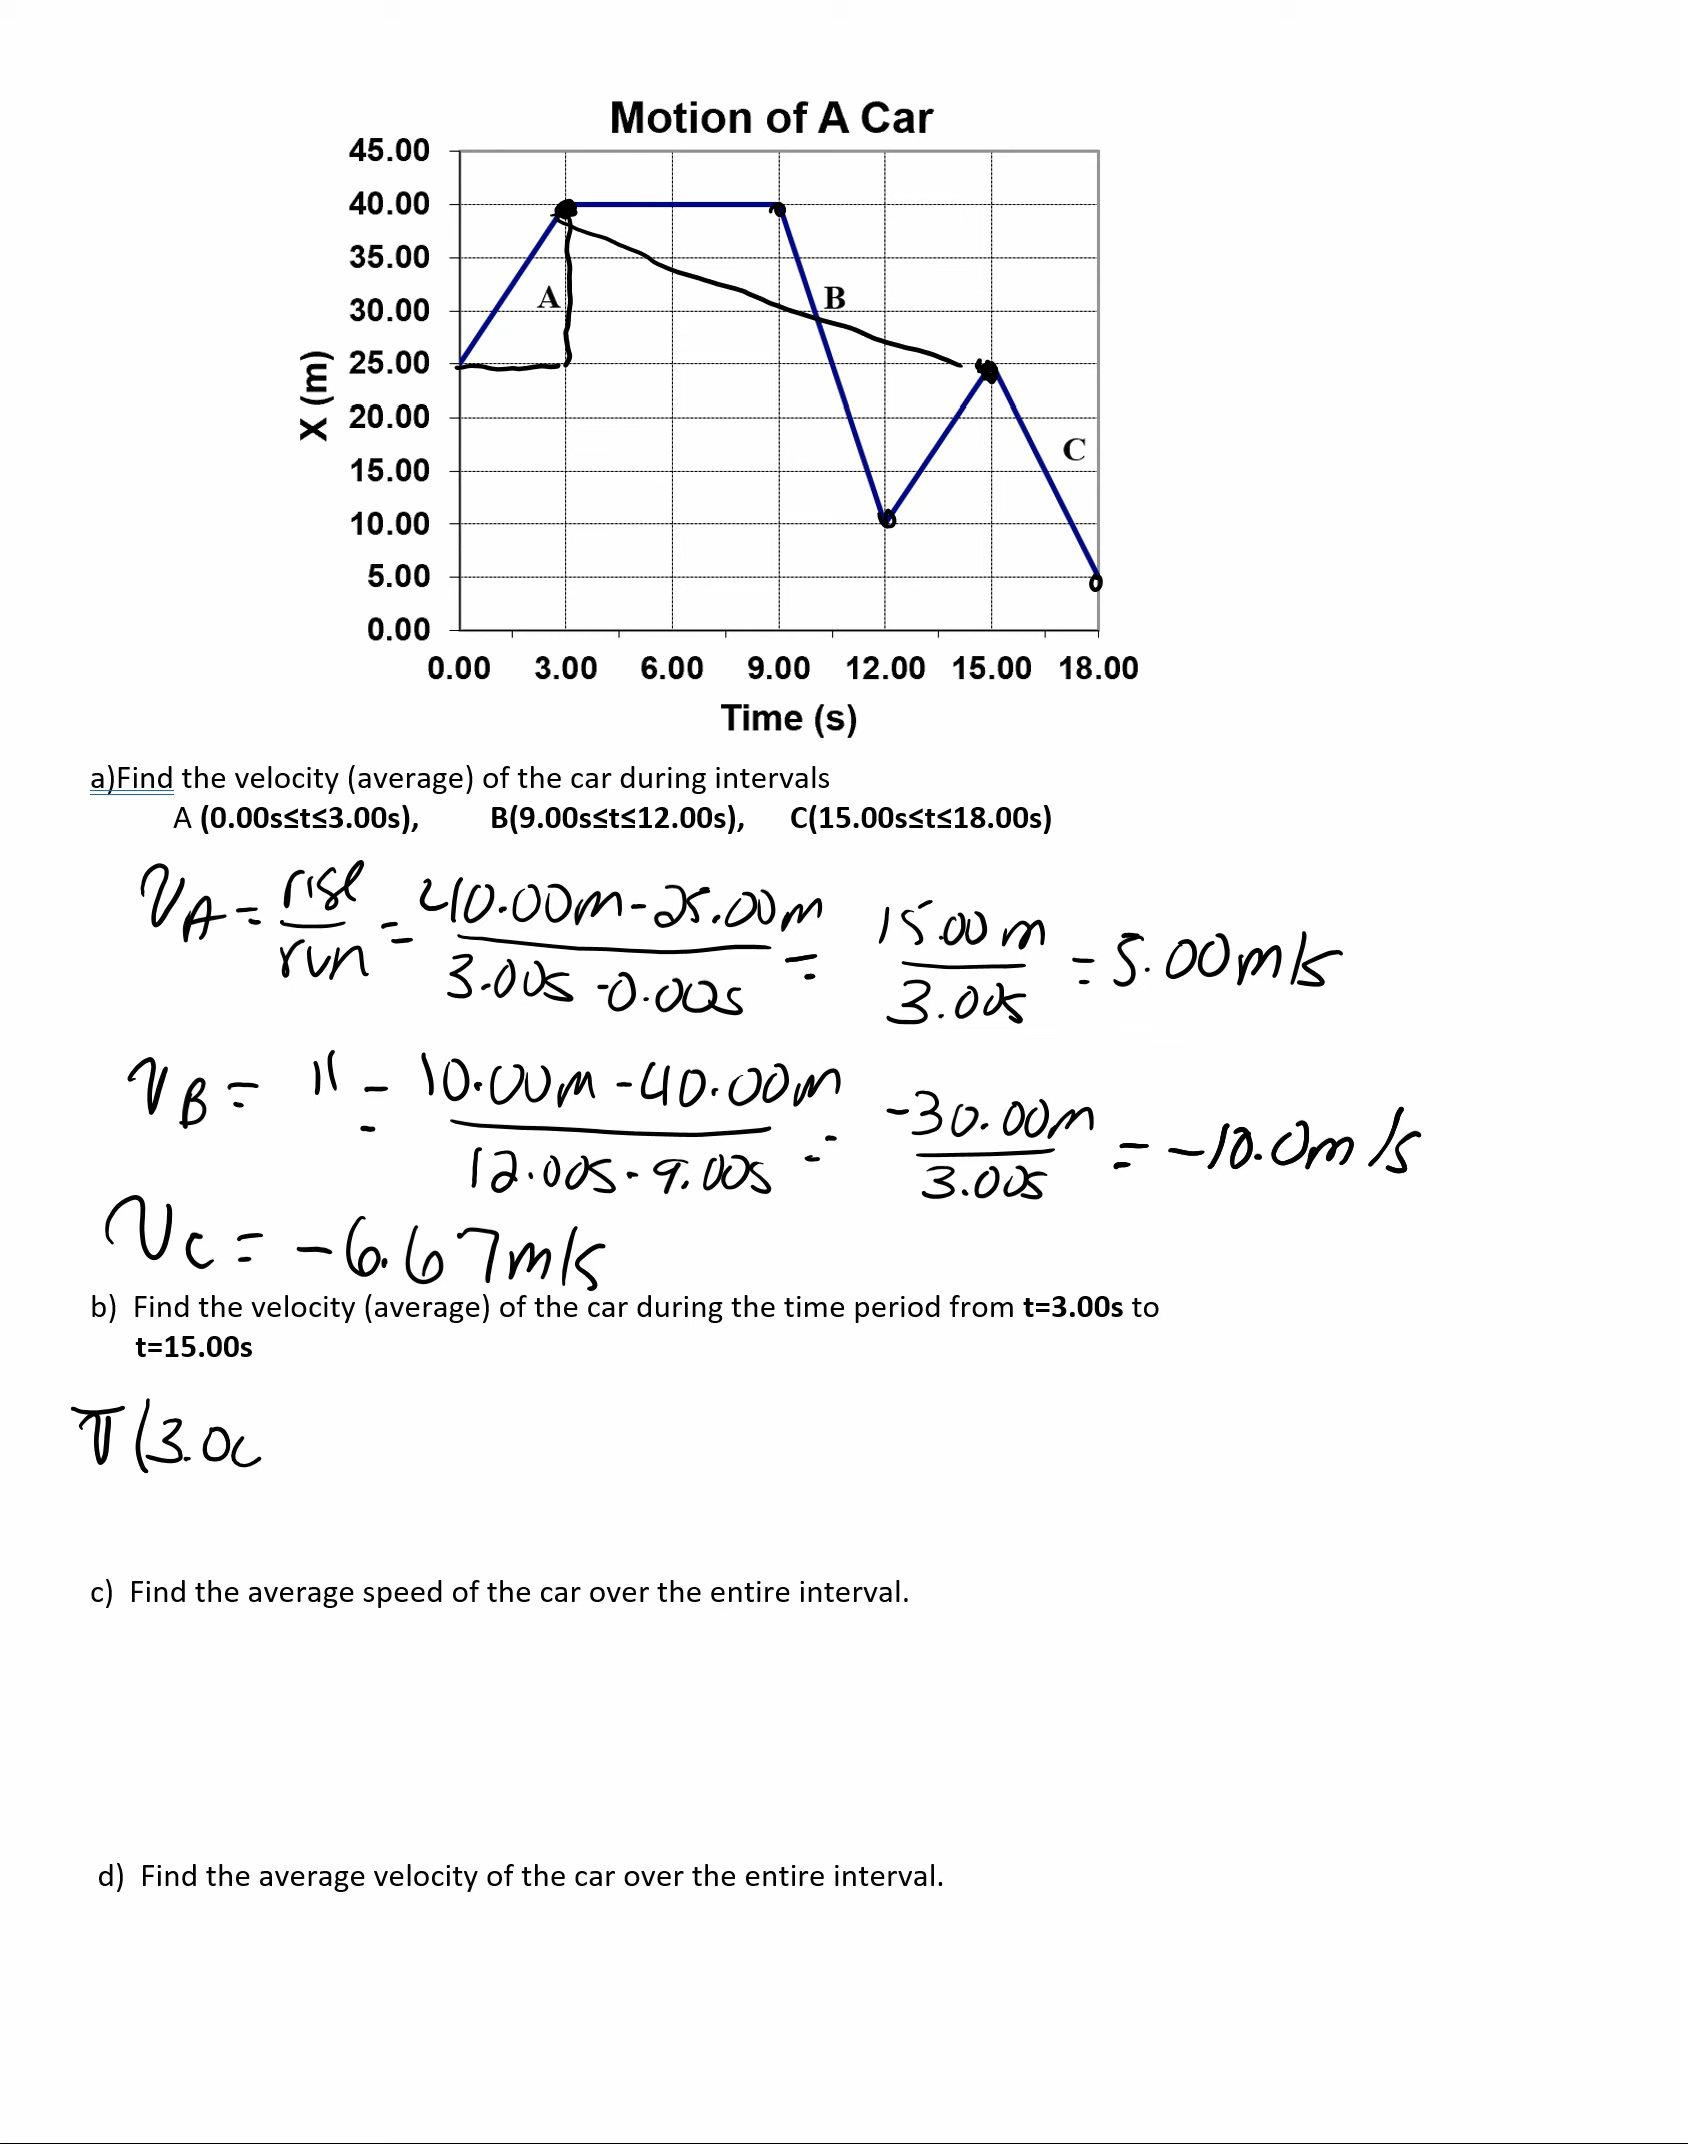 Motion of A Car
45.00
40.00
35.00
30.00
25.00
20.00
15.00
10.00
5.00
0.00
X (m)
A
B
C
0.00 3.00 6.00 9.00 12.00 15.00 18.00
Time (s)
a)Find the velocity (average) of the car during intervals
A (0.00s≤t≤3.00s), B(9.00s≤t≤12.00s), C(15.00s≤t≤18.00s)
v_A = rise/run = 40.00m-25.00m/3.00s-0.00s = 15.00m/3.00s = 5.00m/s
v_B = " = 10.00m-40.00m/12.00s-9.00s = -30.00m/3.00s = -10.0m/s
v_C = -6.67m/s
b) Find the velocity (average) of the car during the time period from t=3.00s to
t=15.00s
v̅(3.0
c) Find the average speed of the car over the entire interval.
d) Find the average velocity of the car over the entire interval.